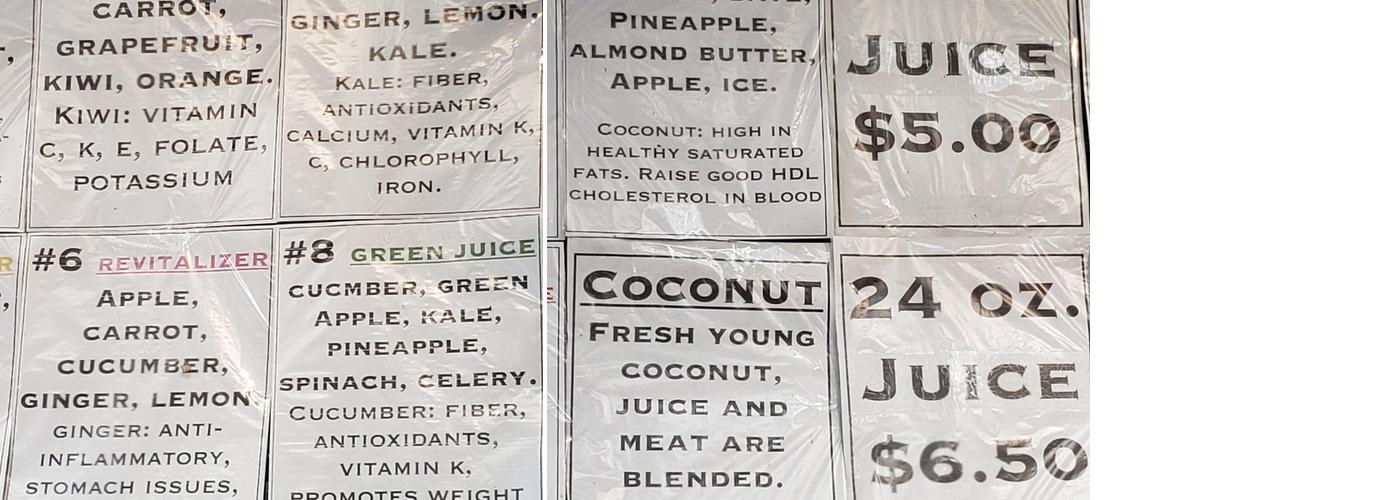 CARROT,
GRAPEFRUIT,
KIWI, ORANGE.
KIWI: VITAMIN
C, K, E, FOLATE,
POTASSIUM
GINGER, LEMON,
KALE.
KALE: FIBER,
ANTIOXIDANTS,
CALCIUM, VITAMIN K,
C, CHLOROPHYLL,
IRON.
PINEAPPLE,
ALMOND BUTTER,
APPLE, ICE.
COCONUT: HIGH IN
HEALTHY SATURATED
FATS. RAISE GOOD HDL
CHOLESTEROL IN BLOOD
JUICE
$5.00
#6 REVITALIZER
APPLE,
CARROT,
CUCUMBER,
GINGER, LEMON
GINGER: ANTI-
INFLAMMATORY,
STOMACH ISSUES,
#8 GREEN JUICE
CUCMBER, GREEN
APPLE, KALE,
PINEAPPLE,
SPINACH, CELERY.
CUCUMBER: FIBER,
ANTIOXIDANTS,
VITAMIN K,
PROMOTES WEIGHT
COCONUT
FRESH YOUNG
COCONUT,
JUICE AND
MEAT ARE
BLENDED.
24 OZ.
JUICE
$6.50